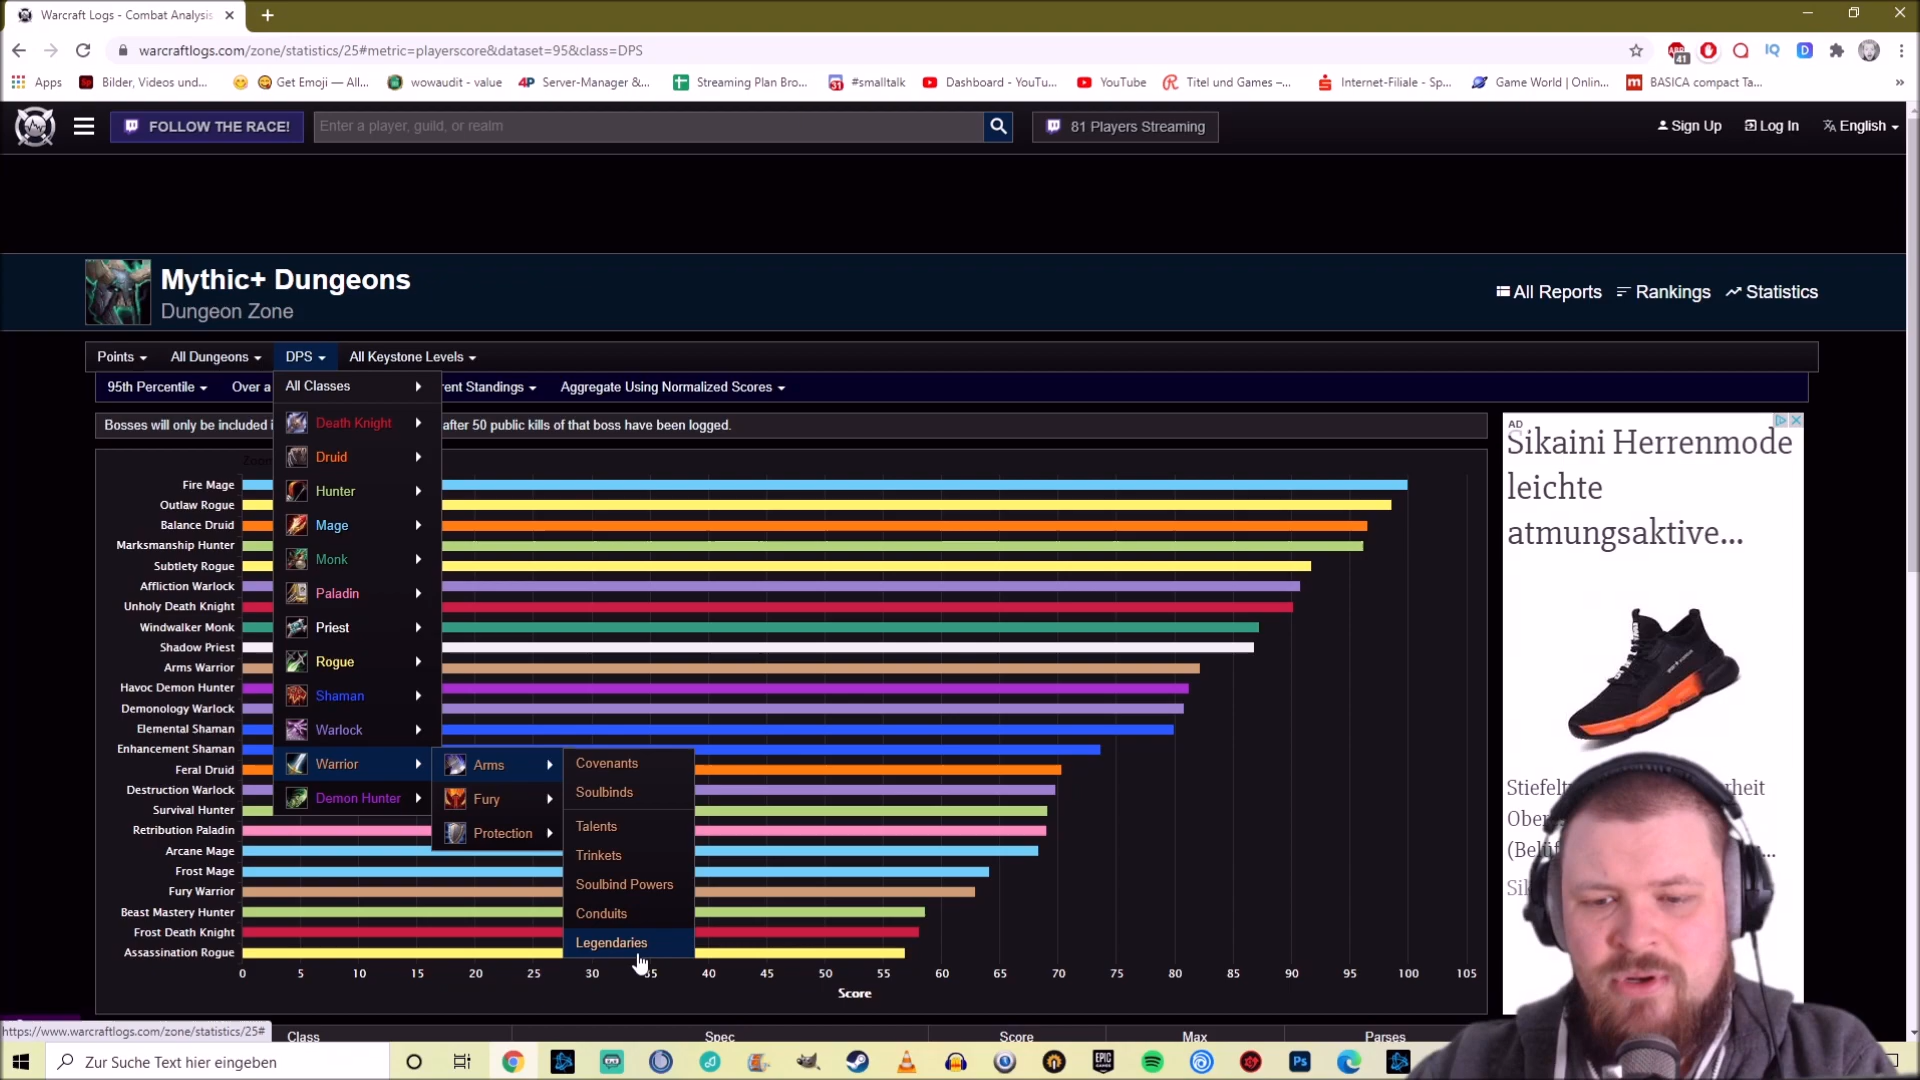 Warcraft Logs - Combat Analysis
warcraftlogs.com/zone/statistics/25#metric=playerscore&dataset=95&class=DPS
41
Apps
Bilder, Videos und...
Get Emoji — All...
wowaudit - value
Server-Manager &...
Streaming Plan Bro...
#smalltalk
Dashboard - YouTu...
YouTube
Titel und Games –...
Internet-Filiale - Sp...
Game World | Onlin...
BASICA compact Ta...
FOLLOW THE RACE!
Enter a player, guild, or realm
81 Players Streaming
Sign Up
Log In
English
Mythic+ Dungeons
Dungeon Zone
All Reports
Rankings
Statistics
Points
All Dungeons
DPS
All Keystone Levels
95th Percentile
Over a
rent Standings
Aggregate Using Normalized Scores
Bosses will only be included i
after 50 public kills of that boss have been logged.
All Classes
Death Knight
Druid
Hunter
Mage
Monk
Paladin
Priest
Rogue
Shaman
Warlock
Warrior
Demon Hunter
Arms
Fury
Protection
Covenants
Soulbinds
Talents
Trinkets
Soulbind Powers
Conduits
Legendaries
Fire Mage
Outlaw Rogue
Balance Druid
Marksmanship Hunter
Subtlety Rogue
Affliction Warlock
Unholy Death Knight
Windwalker Monk
Shadow Priest
Arms Warrior
Havoc Demon Hunter
Demonology Warlock
Elemental Shaman
Enhancement Shaman
Feral Druid
Destruction Warlock
Survival Hunter
Retribution Paladin
Arcane Mage
Frost Mage
Fury Warrior
Beast Mastery Hunter
Frost Death Knight
Assassination Rogue
0 5 10 15 20 25 30 35 40 45 50 55 60 65 70 75 80 85 90 95 100 105
Score
AD
Sikaini Herrenmode
leichte
atmungsaktive...
Stiefelt
rheit
Ober
(Belüf
a...
Sik
Class Spec Score Max Parses
https://www.warcraftlogs.com/zone/statistics/25#
Zur Suche Text hier eingeben